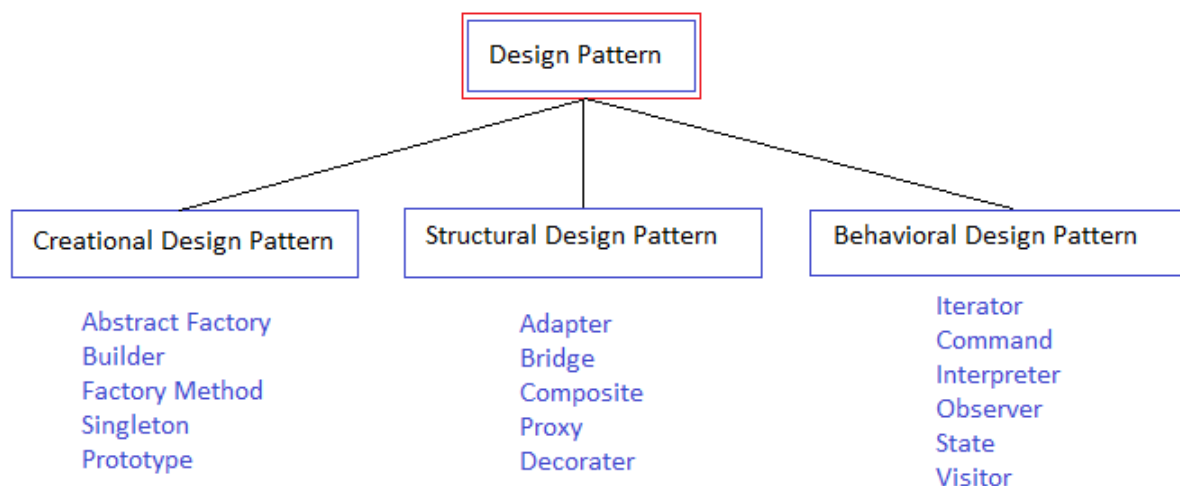 Design Pattern
Creational Design Pattern
Structural Design Pattern
Behavioral Design Pattern
Abstract Factory
Builder
Factory Method
Singleton
Prototype
Adapter
Bridge
Composite
Proxy
Decorater
Iterator
Command
Interpreter
Observer
State
Visitor